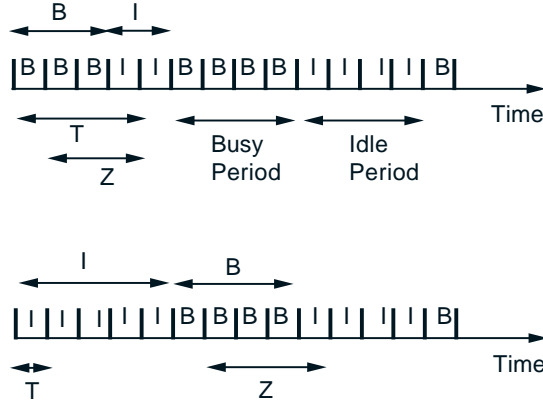 B I
B B B I I B B B B I I I I B
Time
T
Z
Busy Period
Idle Period
I B
I I I I I B B B B I I I I B
Time
T
Z